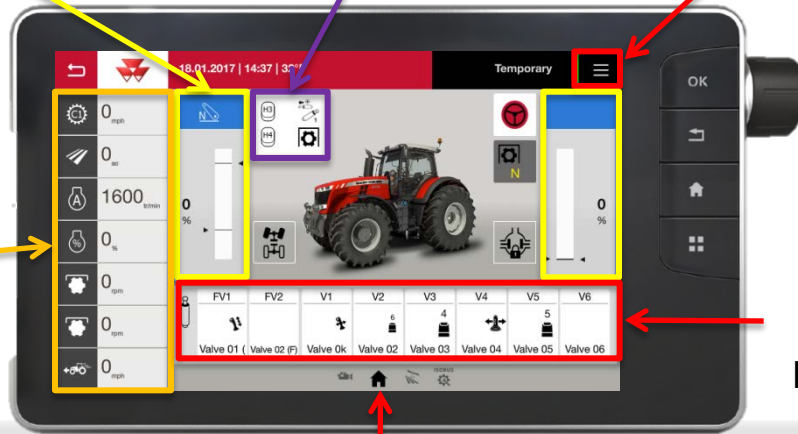 18.01.2017 | 14:37 |
Temporary
OK
C1
0 mph
N
H3
1
0 ac
H4
A
1600 tr/min
N
0
%
0
%
%
0 %
0 rpm
FV1 FV2 V1 V2 V3 V4 V5 V6
0 rpm
6 4 5
Valve 01 ( Valve 02 (F) Valve 0k Valve 02 Valve 03 Valve 04 Valve 05 Valve 06
0 mph
ISOBUS